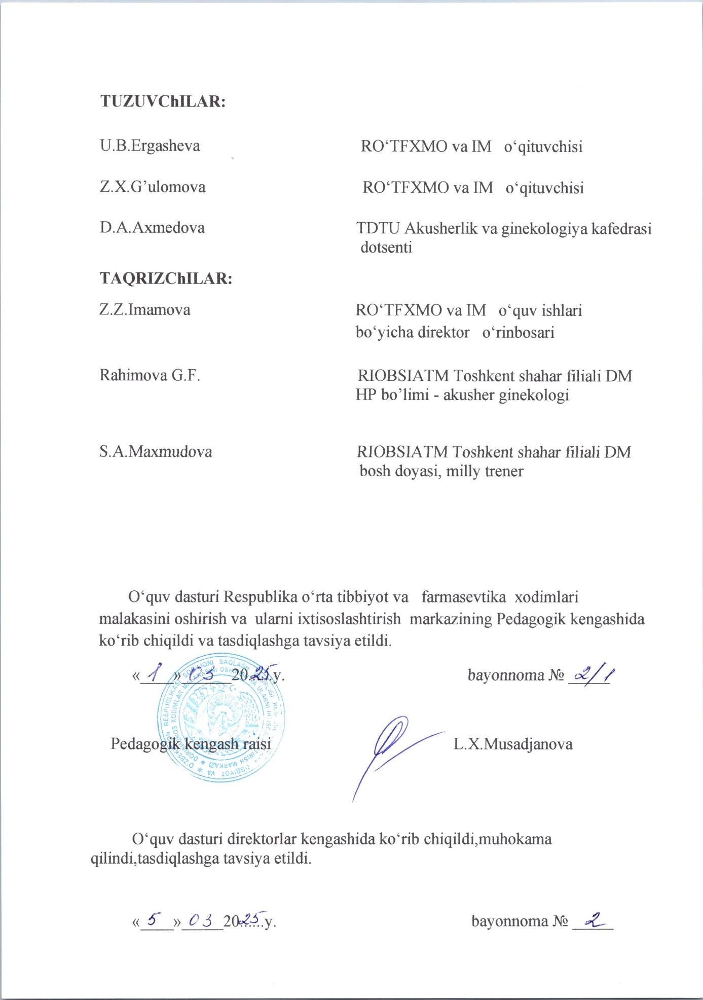 TUZUVChILAR:
U.B.Ergasheva RO‘TFXMO va IM o‘qituvchisi
Z.X.G’ulomova RO‘TFXMO va IM o‘qituvchisi
D.A.Axmedova TDTU Akusherlik va ginekologiya kafedrasi
dotsenti
TAQRIZChILAR:
Z.Z.Imamova RO‘TFXMO va IM o‘quv ishlari
bo‘yicha direktor o‘rinbosari
Rahimova G.F. RIOBSIATM Toshkent shahar filiali DM
HP bo’limi - akusher ginekologi
S.A.Maxmudova RIOBSIATM Toshkent shahar filiali DM
bosh doyasi, milly trener
O‘quv dasturi Respublika o‘rta tibbiyot va farmasevtika xodimlari
malakasini oshirish va ularni ixtisoslashtirish markazining Pedagogik kengashida
ko‘rib chiqildi va tasdiqlashga tavsiya etildi.
« 1 » 03 2025.y. bayonnoma № 2/1
Pedagogik kengash raisi L.X.Musadjanova
O‘quv dasturi direktorlar kengashida ko‘rib chiqildi,muhokama
qilindi,tasdiqlashga tavsiya etildi.
« 5 » 03 2025...y. bayonnoma № 2